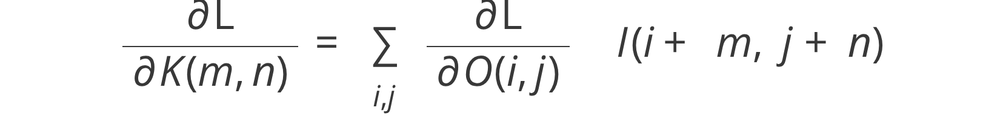 ∂L/∂K(m, n) = ∑_{i,j} ∂L/∂O(i, j) I(i + m, j + n)